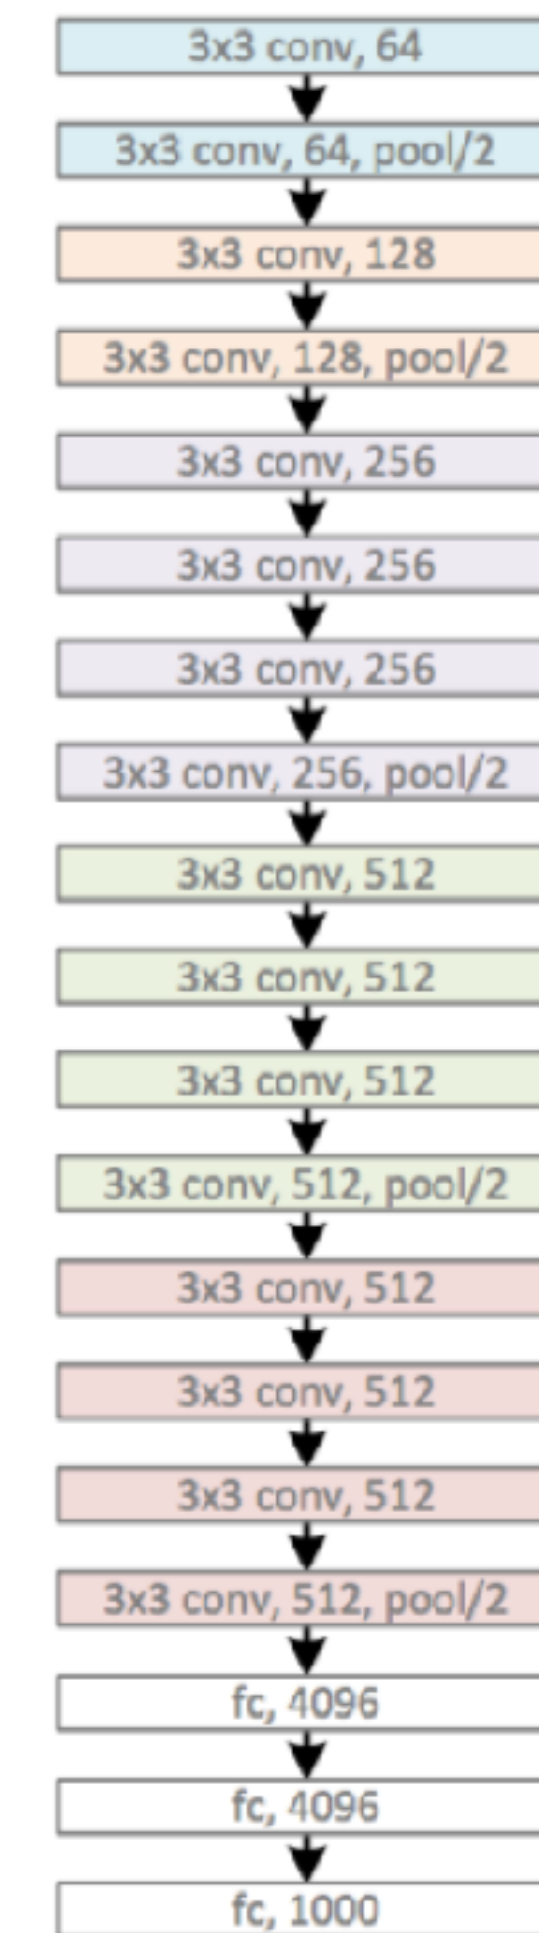 3x3 conv, 64
3x3 conv, 64, pool/2
3x3 conv, 128
3x3 conv, 128, pool/2
3x3 conv, 256
3x3 conv, 256
3x3 conv, 256
3x3 conv, 256, pool/2
3x3 conv, 512
3x3 conv, 512
3x3 conv, 512
3x3 conv, 512, pool/2
3x3 conv, 512
3x3 conv, 512
3x3 conv, 512
3x3 conv, 512, pool/2
fc, 4096
fc, 4096
fc, 1000